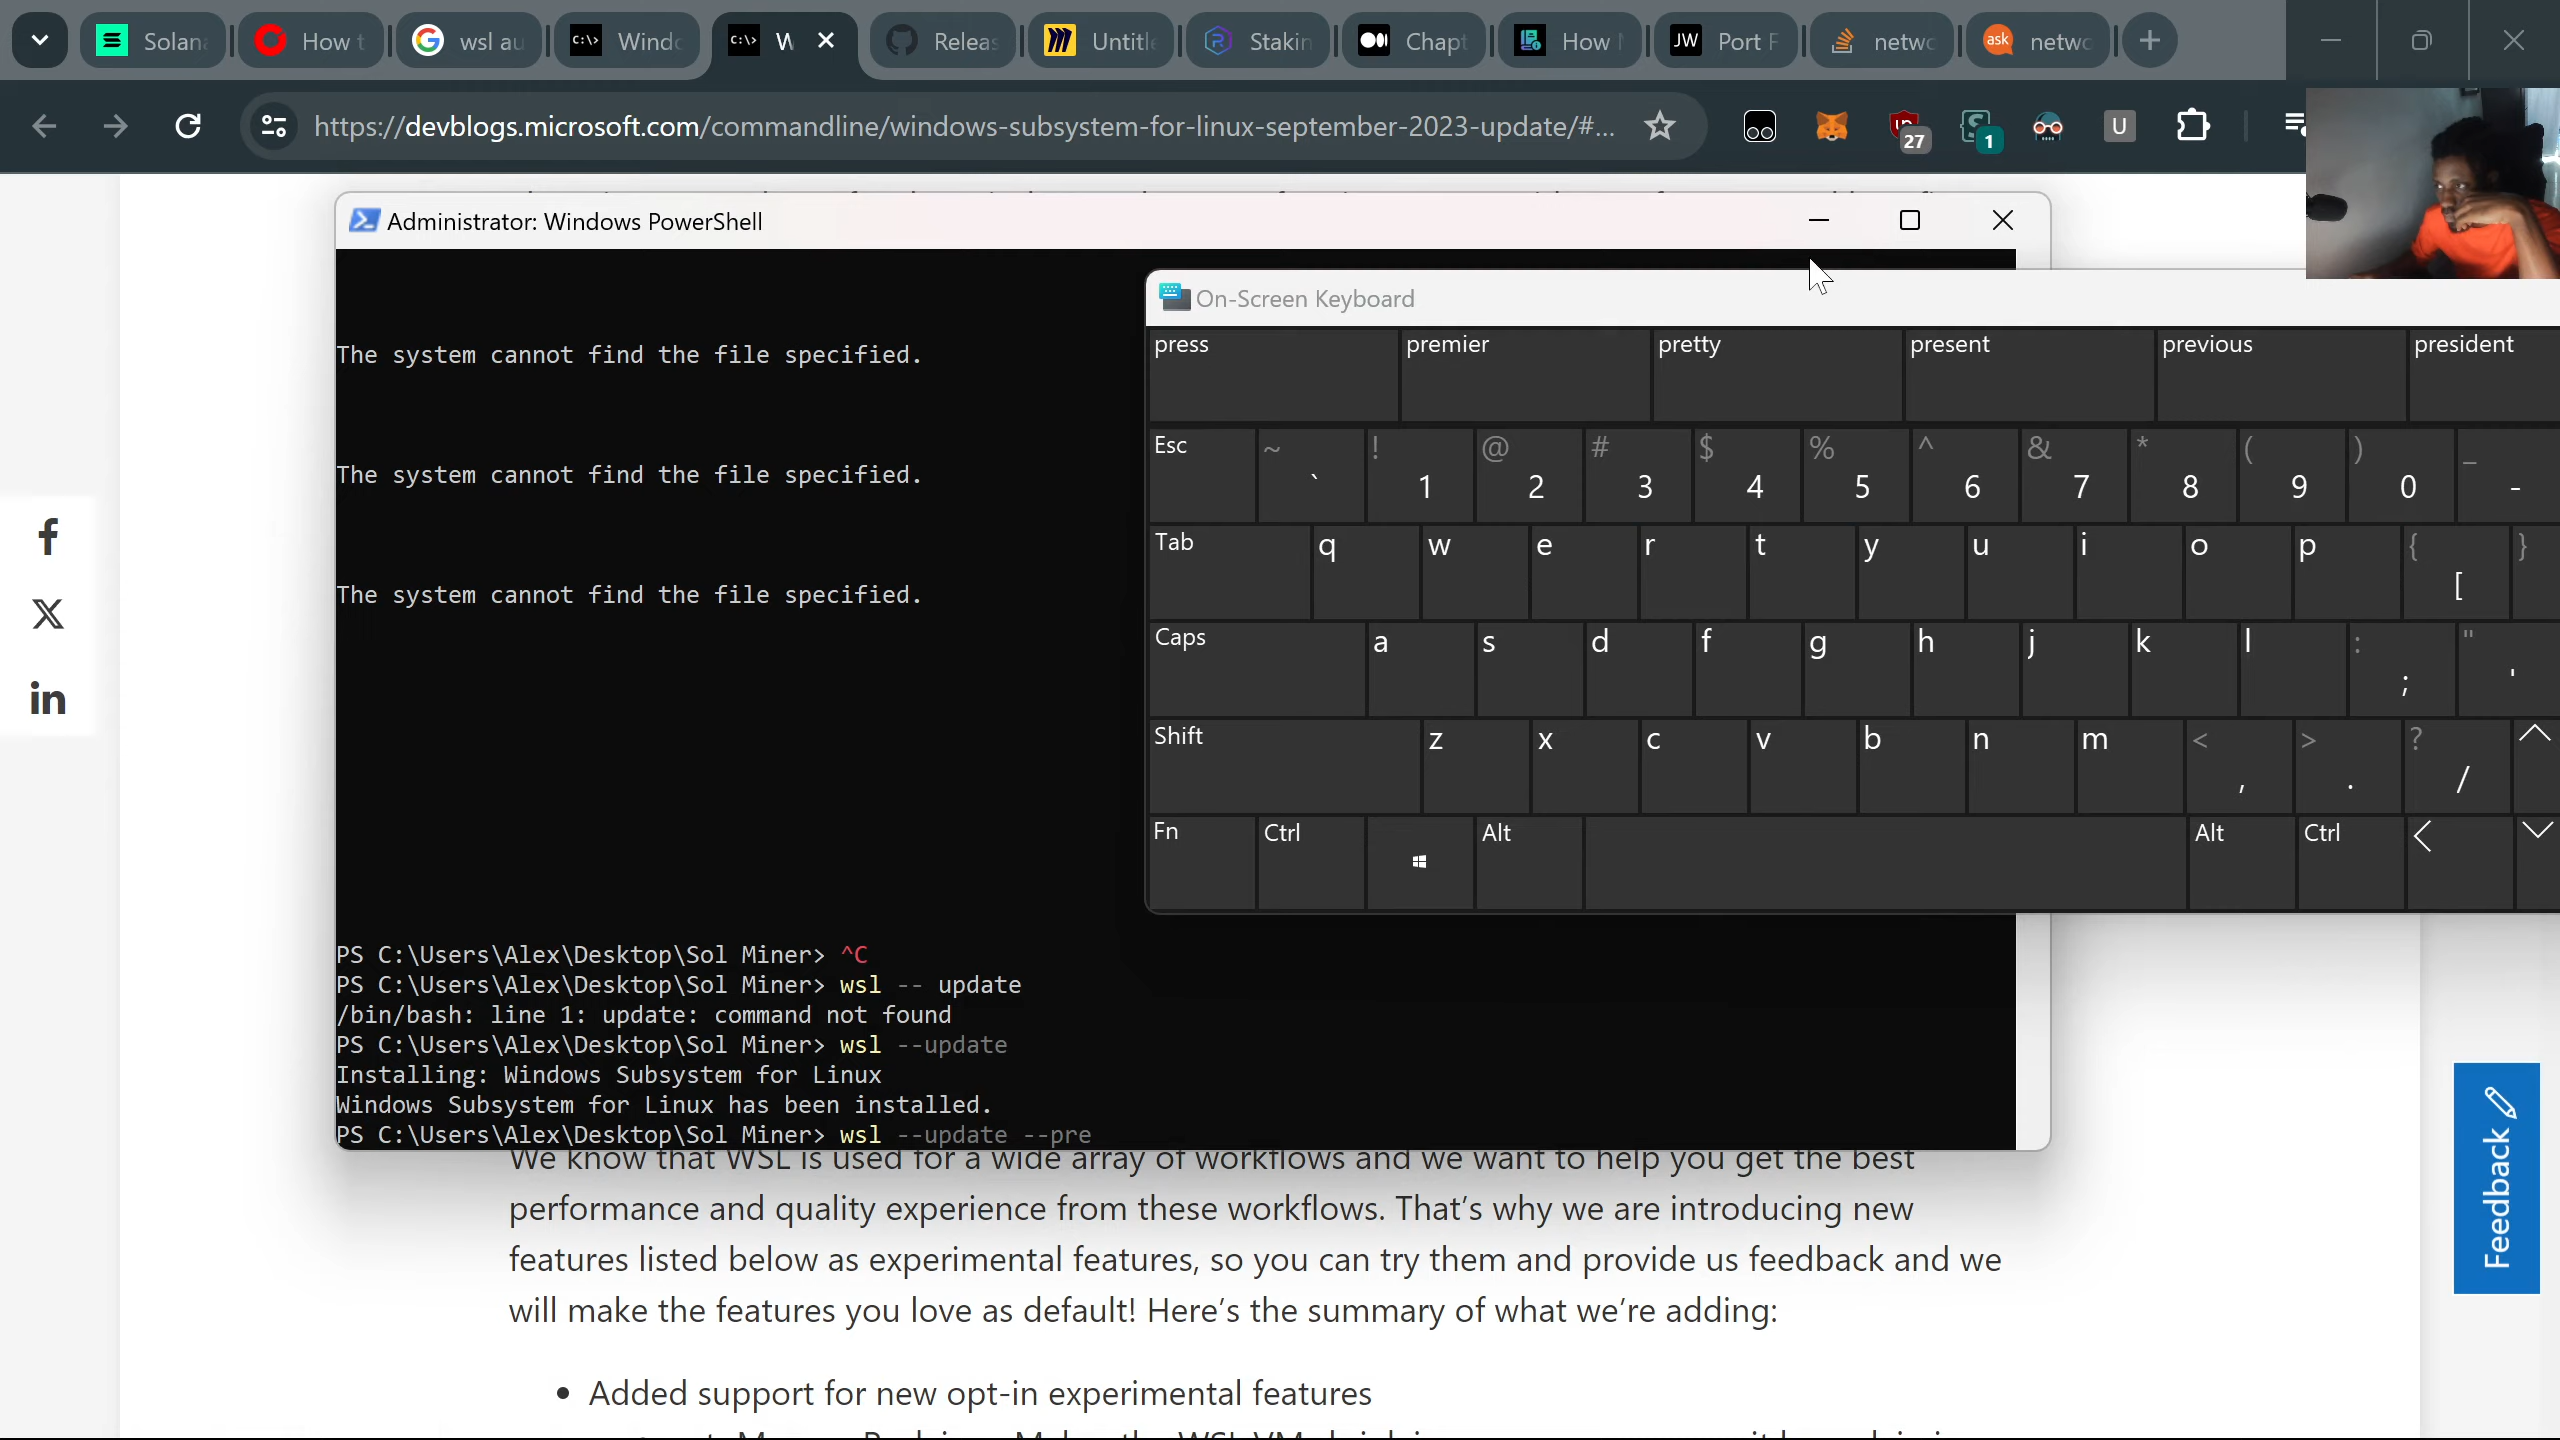 Solana
How t
wsl au
Windo
W
Releas
Untitle
Stakin
Chapt
How
JW Port F
netwo
ask netwo
https://devblogs.microsoft.com/commandline/windows-subsystem-for-linux-september-2023-update/#...
27
1
U
Administrator: Windows PowerShell
The system cannot find the file specified.
The system cannot find the file specified.
The system cannot find the file specified.
PS C:\Users\Alex\Desktop\Sol Miner> ^C
PS C:\Users\Alex\Desktop\Sol Miner> wsl -- update
/bin/bash: line 1: update: command not found
PS C:\Users\Alex\Desktop\Sol Miner> wsl --update
Installing: Windows Subsystem for Linux
Windows Subsystem for Linux has been installed.
PS C:\Users\Alex\Desktop\Sol Miner> wsl --update --pre
On-Screen Keyboard
press premier pretty present previous president
Esc ~ ` ! 1 @ 2 # 3 $ 4 % 5 ^ 6 & 7 * 8 ( 9 ) 0 _ -
Tab q w e r t y u i o p { [ }
Caps a s d f g h j k l : ; " '
Shift z x c v b n m < , > . ? /
Fn Ctrl Alt Alt Ctrl
We know that WSL is used for a wide array of workflows and we want to help you get the best
performance and quality experience from these workflows. That's why we are introducing new
features listed below as experimental features, so you can try them and provide us feedback and we
will make the features you love as default! Here's the summary of what we're adding:
• Added support for new opt-in experimental features
Feedback